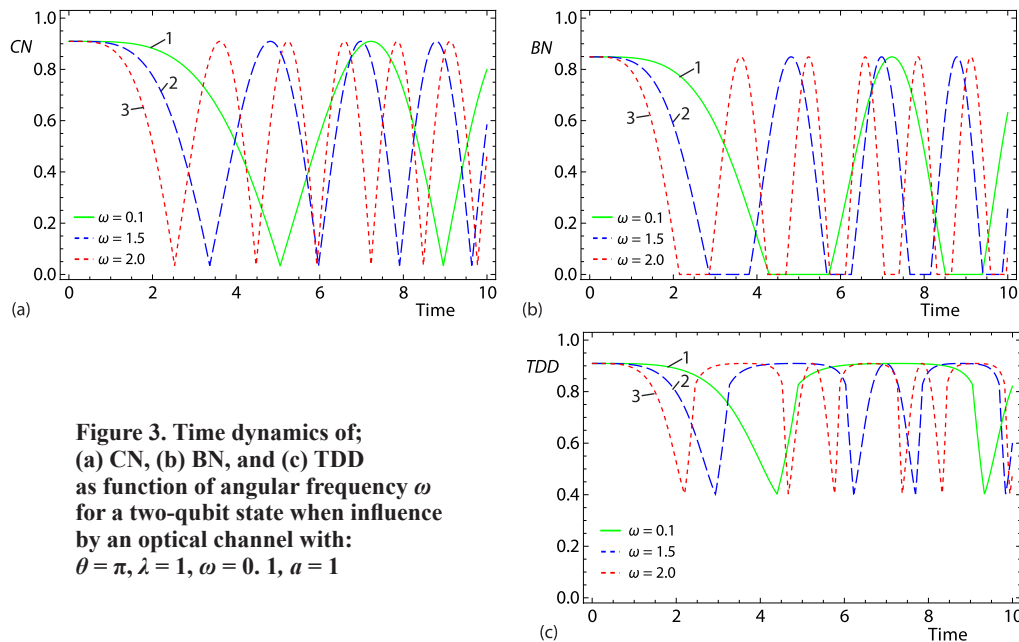 1.0
CN
0.8
0.6
0.4
0.2
0.0
1
2
3
ω = 0.1
ω = 1.5
ω = 2.0
0 2 4 6 8 10
(a) Time
1.0
BN
0.8
0.6
0.4
0.2
0.0
1
2
3
ω = 0.1
ω = 1.5
ω = 2.0
0 2 4 6 8 10
(b) Time
1.0
TDD
0.8
0.6
0.4
0.2
0.0
1
2
3
ω = 0.1
ω = 1.5
ω = 2.0
0 2 4 6 8 10
(c) Time
Figure 3. Time dynamics of;
(a) CN, (b) BN, and (c) TDD
as function of angular frequency ω
for a two-qubit state when influence
by an optical channel with:
θ = π, λ = 1, ω = 0. 1, a = 1